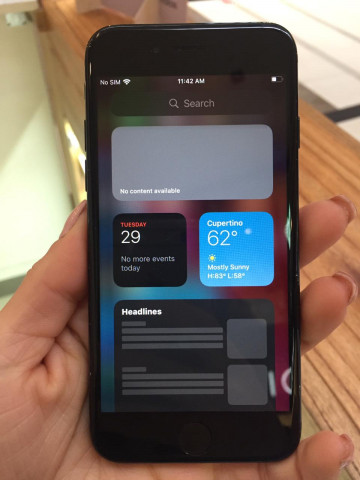 No SIM
11:42 AM
Search
No content available
TUESDAY
29
No more events
today
Cupertino
62°
Mostly Sunny
H:63° L:58°
Headlines